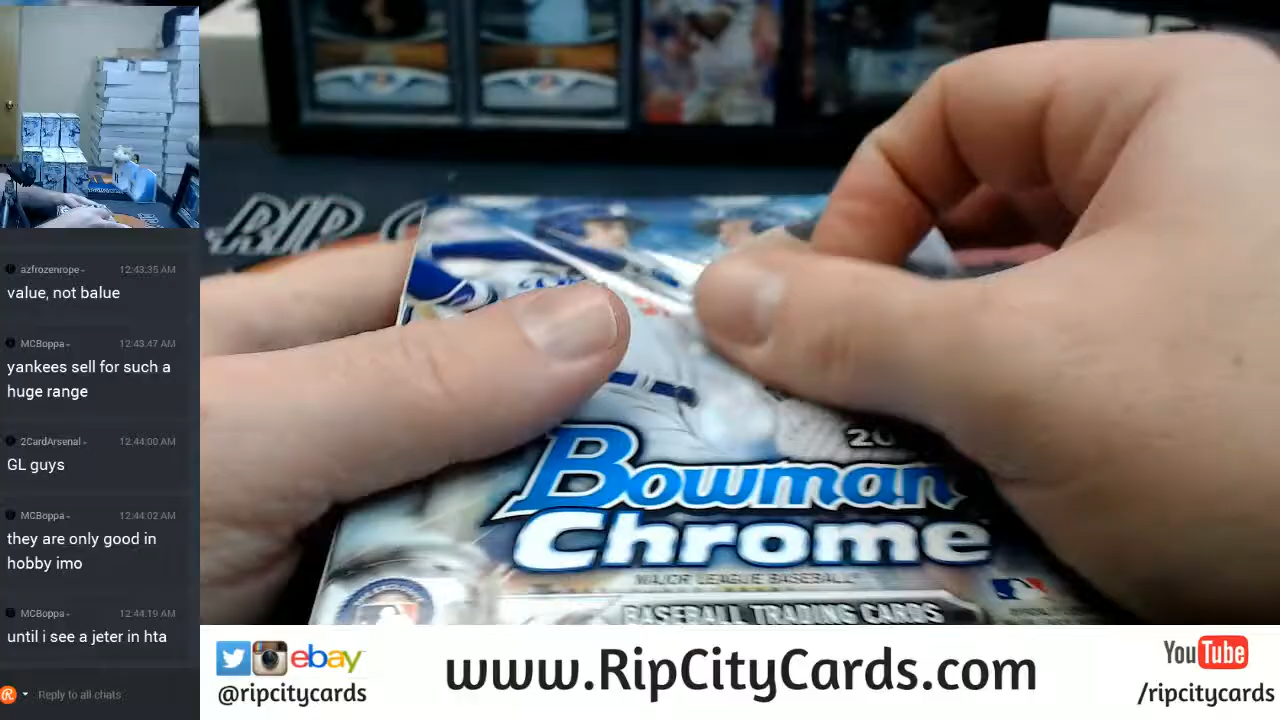 azfrozenrope
12:43:35 AM
value, not balue
MCBoppa
12:43:47 AM
yankees sell for such a
huge range
2CardArsenal
12:44:00 AM
GL guys
MCBoppa
12:44:02 AM
they are only good in
hobby imo
MCBoppa
12:44:19 AM
until i see a jeter in hta
Reply to all chats
RIP
20
Bowman
Chrome
MAJOR LEAGUE BASEBALL
BASEBALL TRADING CARDS
ebay
@ripcitycards
www.RipCityCards.com
YouTube
/ripcitycards